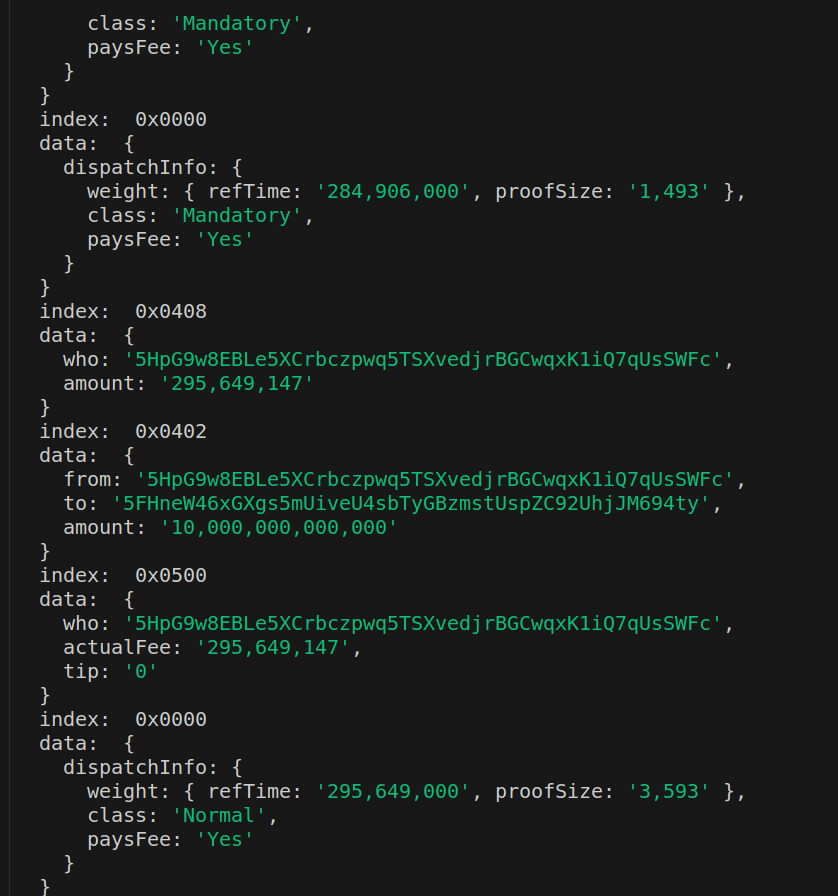 class: 'Mandatory',
paysFee: 'Yes'
}
}
index:  0x0000
data:  {
dispatchInfo: {
weight: { refTime: '284,906,000', proofSize: '1,493' },
class: 'Mandatory',
paysFee: 'Yes'
}
}
index:  0x0408
data:  {
who: '5HpG9w8EBLe5XCrbczpwq5TSXvedjrBGCwqxK1iQ7qUsSWFc',
amount: '295,649,147'
}
index:  0x0402
data:  {
from: '5HpG9w8EBLe5XCrbczpwq5TSXvedjrBGCwqxK1iQ7qUsSWFc',
to: '5FHneW46xGXgs5mUiveU4sbTyGBzmstUspZC92UhjJM694ty',
amount: '10,000,000,000,000'
}
index:  0x0500
data:  {
who: '5HpG9w8EBLe5XCrbczpwq5TSXvedjrBGCwqxK1iQ7qUsSWFc',
actualFee: '295,649,147',
tip: '0'
}
index:  0x0000
data:  {
dispatchInfo: {
weight: { refTime: '295,649,000', proofSize: '3,593' },
class: 'Normal',
paysFee: 'Yes'
}
}